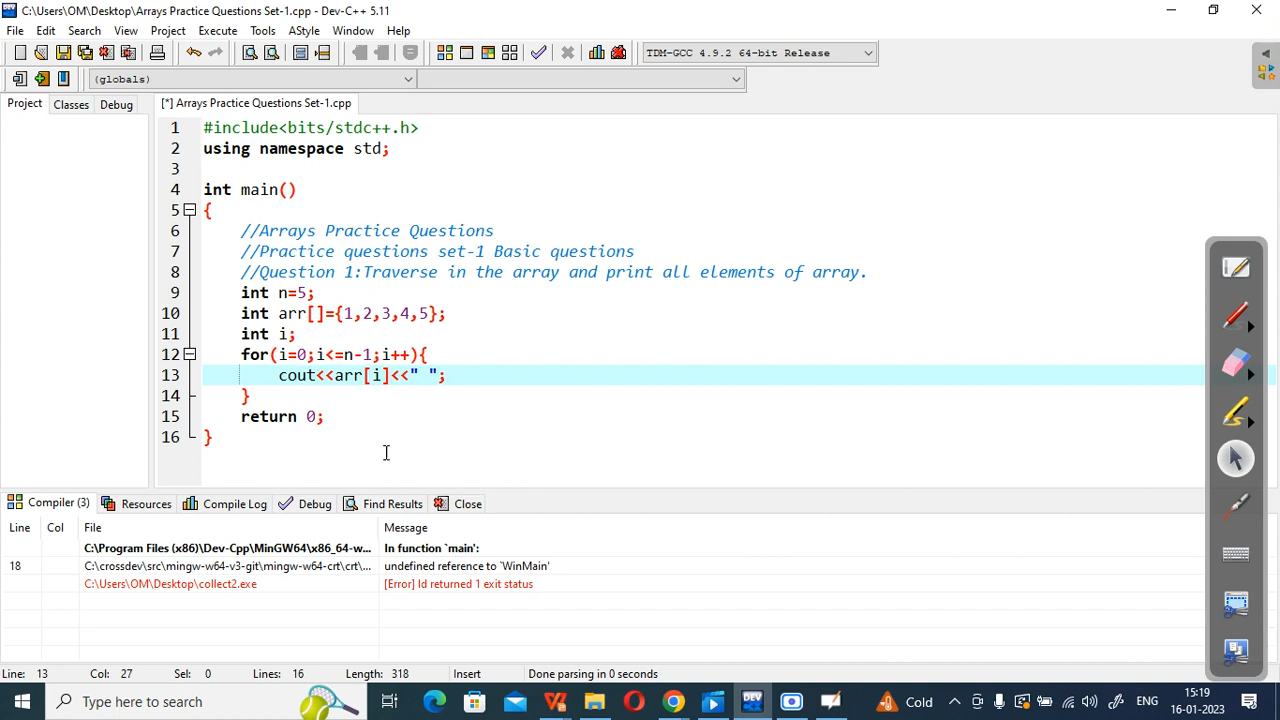 C:\Users\OM\Desktop\Arrays Practice Questions Set-1.cpp - Dev-C++ 5.11
File Edit Search View Project Execute Tools AStyle Window Help
TDM-GCC 4.9.2 64-bit Release
(globals)
Project Classes Debug [*] Arrays Practice Questions Set-1.cpp
1 #include<bits/stdc++.h>
2 using namespace std;
3
4 int main()
5 {
6 //Arrays Practice Questions
7 //Practice questions set-1 Basic questions
8 //Question 1:Traverse in the array and print all elements of array.
9 int n=5;
10 int arr[]={1,2,3,4,5};
11 int i;
12 for(i=0;i<=n-1;i++){
13 cout<<arr[i]<<" ";
14 }
15 return 0;
16 }
Compiler (3) Resources Compile Log Debug Find Results Close
Line Col File Message
C:\Program Files (x86)\Dev-Cpp\MinGW64\x86_64-w... In function `main':
18 C:\crossdev\src\mingw-w64-v3-git\mingw-w64-crt\crt\... undefined reference to `WinMain'
C:\Users\OM\Desktop\collect2.exe [Error] ld returned 1 exit status
Line: 13 Col: 27 Sel: 0 Lines: 16 Length: 318 Insert Done parsing in 0 seconds
Type here to search DEV Cold ENG 15:19
16-01-2023